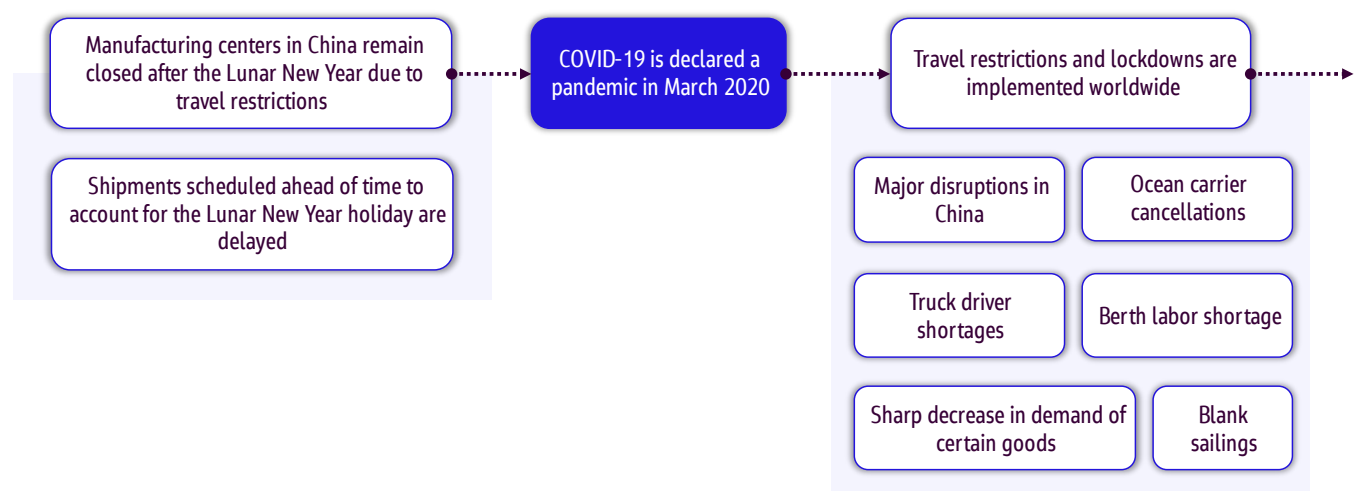 Manufacturing centers in China remain
closed after the Lunar New Year due to
travel restrictions
Shipments scheduled ahead of time to
account for the Lunar New Year holiday are
delayed
COVID-19 is declared a
pandemic in March 2020
Travel restrictions and lockdowns are
implemented worldwide
Major disruptions in
China
Ocean carrier
cancellations
Truck driver
shortages
Berth labor shortage
Sharp decrease in demand of
certain goods
Blank
sailings